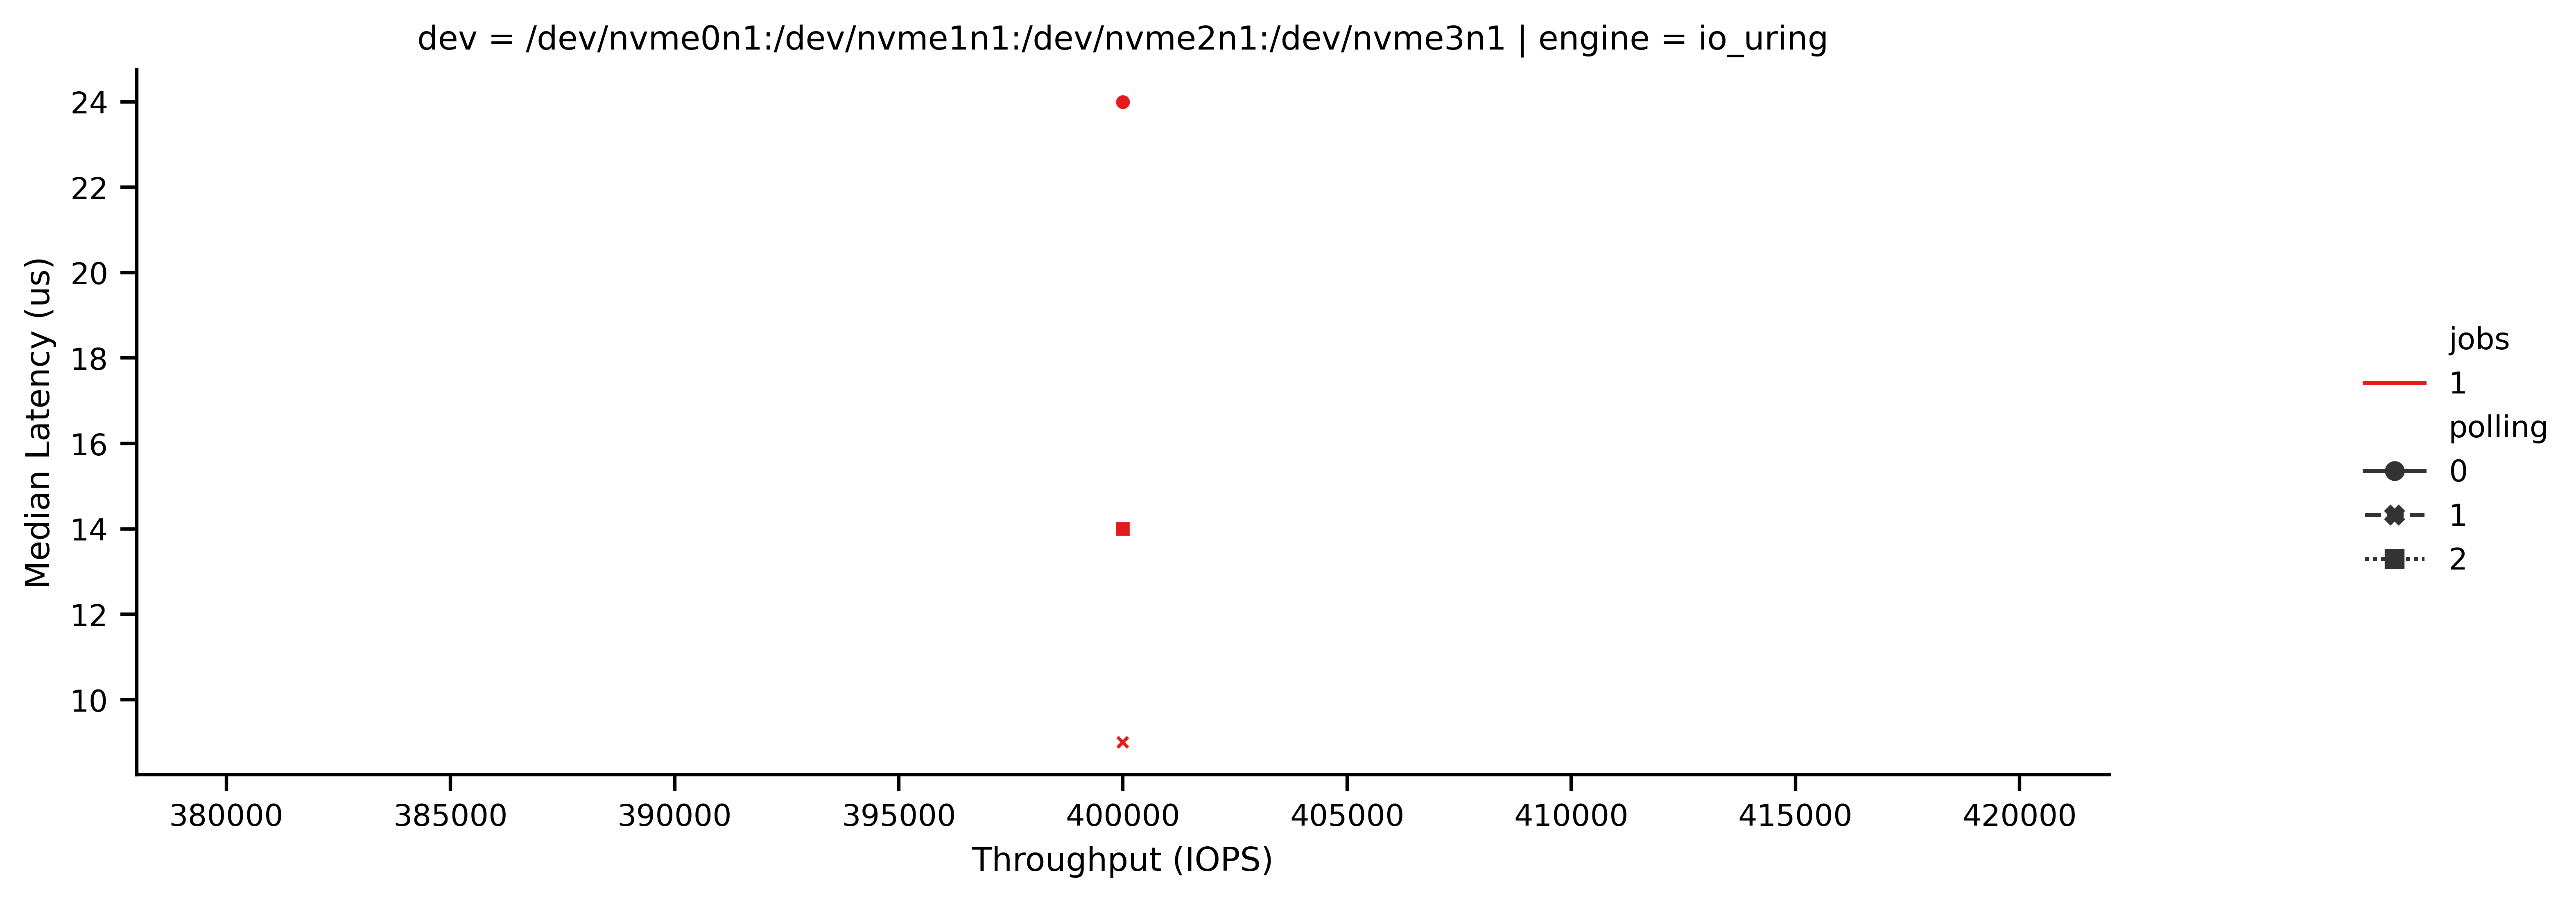 dev = /dev/nvme0n1:/dev/nvme1n1:/dev/nvme2n1:/dev/nvme3n1 | engine = io_uring
Median Latency (us)
24
22
20
18
16
14
12
10
380000 385000 390000 395000 400000 405000 410000 415000 420000
Throughput (IOPS)
jobs
1
polling
0
1
2